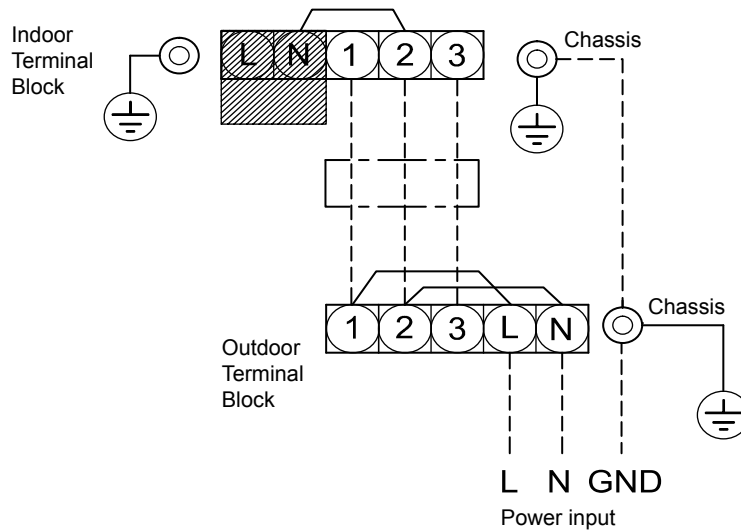 Indoor
Terminal
Block
L N 1 2 3
Chassis
1 2 3 L N
Chassis
Outdoor
Terminal
Block
L N GND
Power input